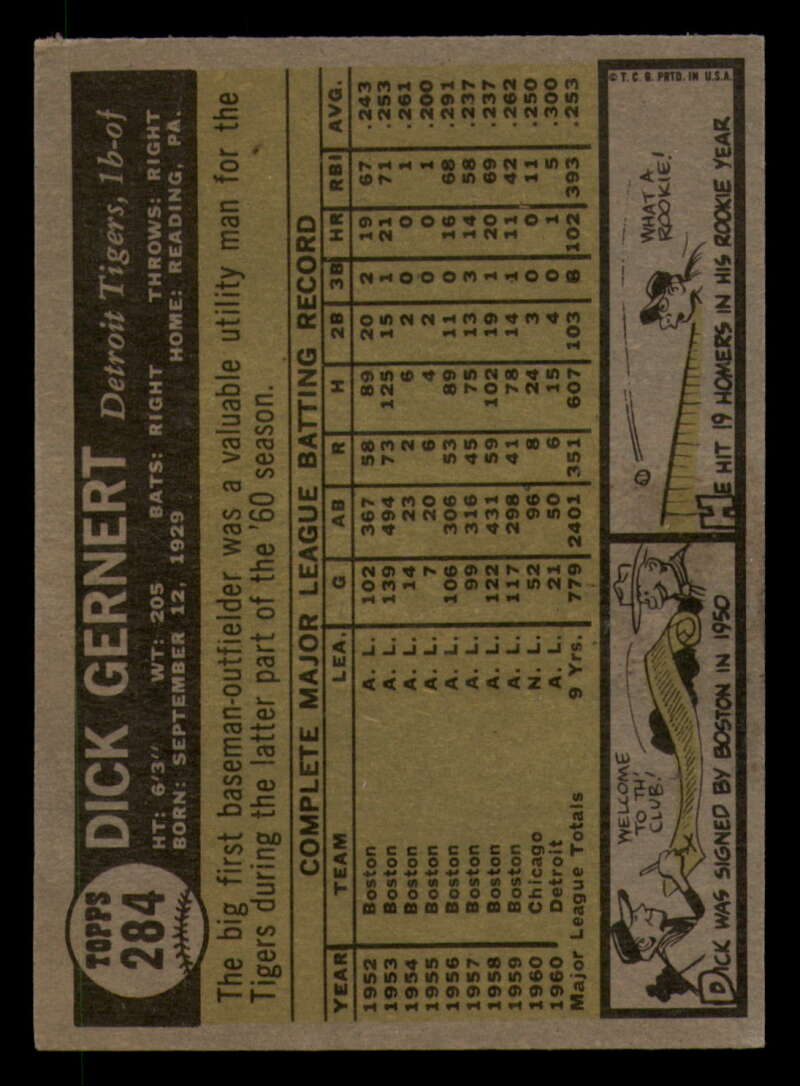 TOPPS
284
DICK GERNERT Detroit Tigers, 1b-of
HT: 6'3" WT: 205 BATS: RIGHT THROWS: RIGHT
BORN: SEPTEMBER 12, 1929 HOME: READING, PA.
The big first baseman-outfielder was a valuable utility man for the
Tigers during the latter part of the '60 season.
COMPLETE MAJOR LEAGUE BATTING RECORD
YEAR TEAM LEA. G AB R H 2B 3B HR RBI AVG.
1952 Boston A. L. 102 367 58 89 20 2 19 67 .243
1953 Boston A. L. 139 494 73 125 15 1 21 71 .253
1954 Boston A. L. 14 23 2 6 2 0 0 1 .261
1955 Boston A. L. 7 20 6 4 2 0 0 1 .200
1956 Boston A. L. 106 306 53 89 11 0 16 68 .291
1957 Boston A. L. 99 316 45 75 13 3 14 58 .237
1958 Boston A. L. 122 431 59 102 19 1 20 69 .237
1959 Boston A. L. 117 298 41 78 14 1 11 42 .262
1960 Chicago N. L. 52 96 8 24 3 0 0 11 .250
1960 Detroit A. L. 21 50 6 15 4 0 1 5 .300
Major League Totals 9 Yrs. 779 2401 351 607 103 8 102 393 .253
WELCOME
TO TH'
CLUB!
DICK WAS SIGNED BY BOSTON IN 1950
WHAT A
ROOKIE!
HE HIT 19 HOMERS IN HIS ROOKIE YEAR
© T. C. G. PRTD. IN U.S.A.